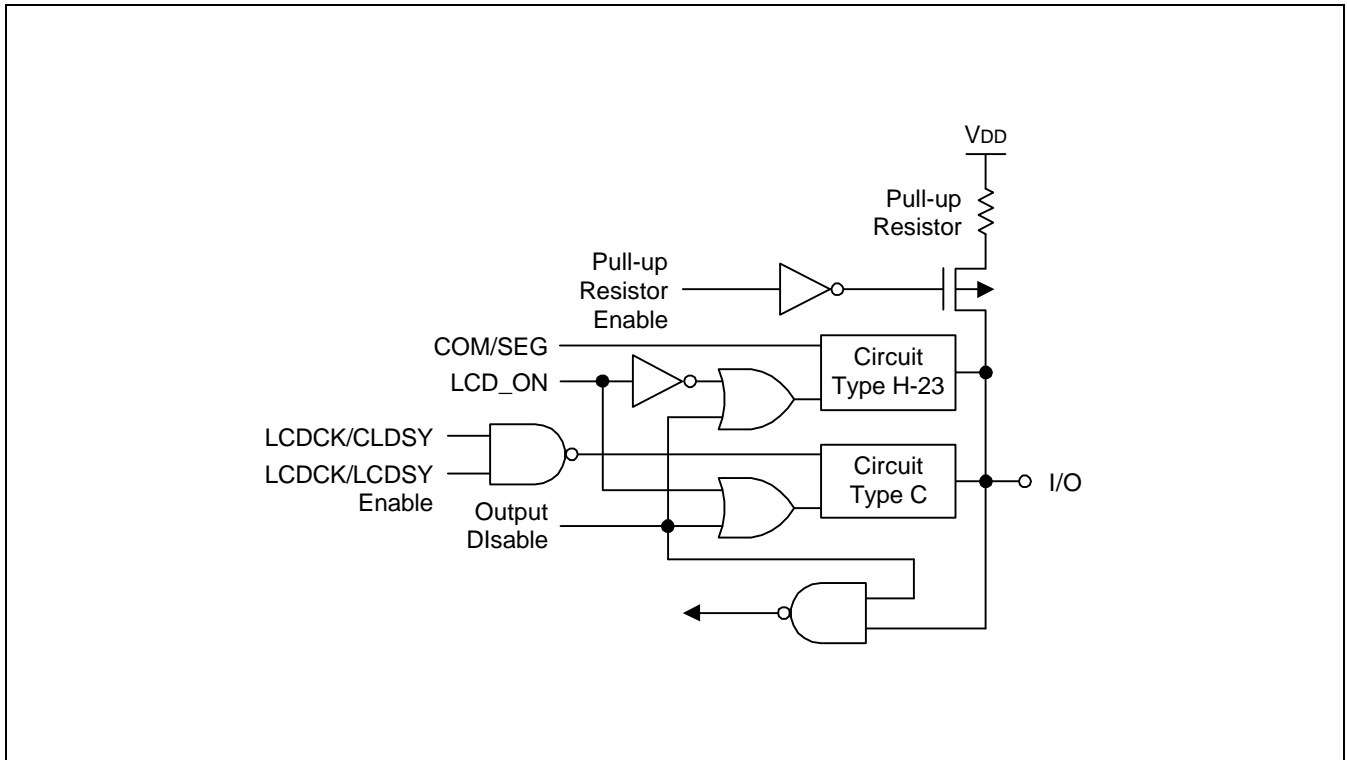 VDD
Pull-up
Resistor
Pull-up
Resistor
Enable
COM/SEG
LCD_ON
Circuit
Type H-23
LCDCK/CLDSY
LCDCK/LCDSY
Enable
Circuit
Type C
I/O
Output
DIsable